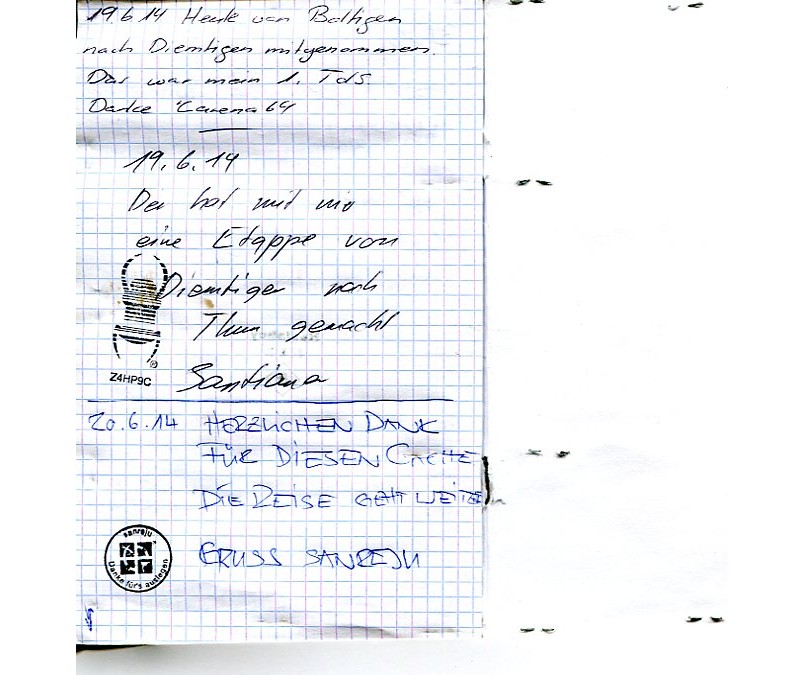 19.6.14 Heute von Boltigen
nach Diemtigen mitgenommen.
Das war mein 1. TdS.
Danke Carena64
19.6.14
Der hat mit mir
eine Etappe von
Diemtigen nach
Thun gemacht
Z4HP9C
Santiana
20.6.14 HERZLICHEN DANK
FÜR DIESEN CACHE
DIE REISE GEHT WEITER
sanreju
Danke für's auslegen
GRUSS SANREJU